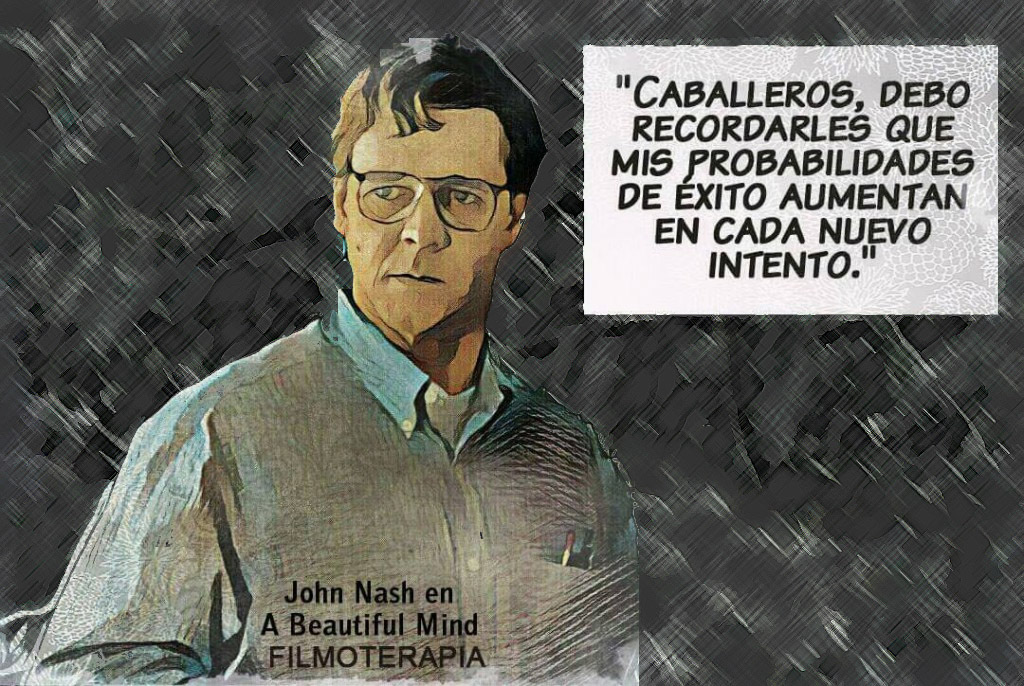 "CABALLEROS, DEBO
RECORDARLES QUE
MIS PROBABILIDADES
DE ÉXITO AUMENTAN
EN CADA NUEVO
INTENTO."
John Nash en
A Beautiful Mind
FILMOTERAPIA